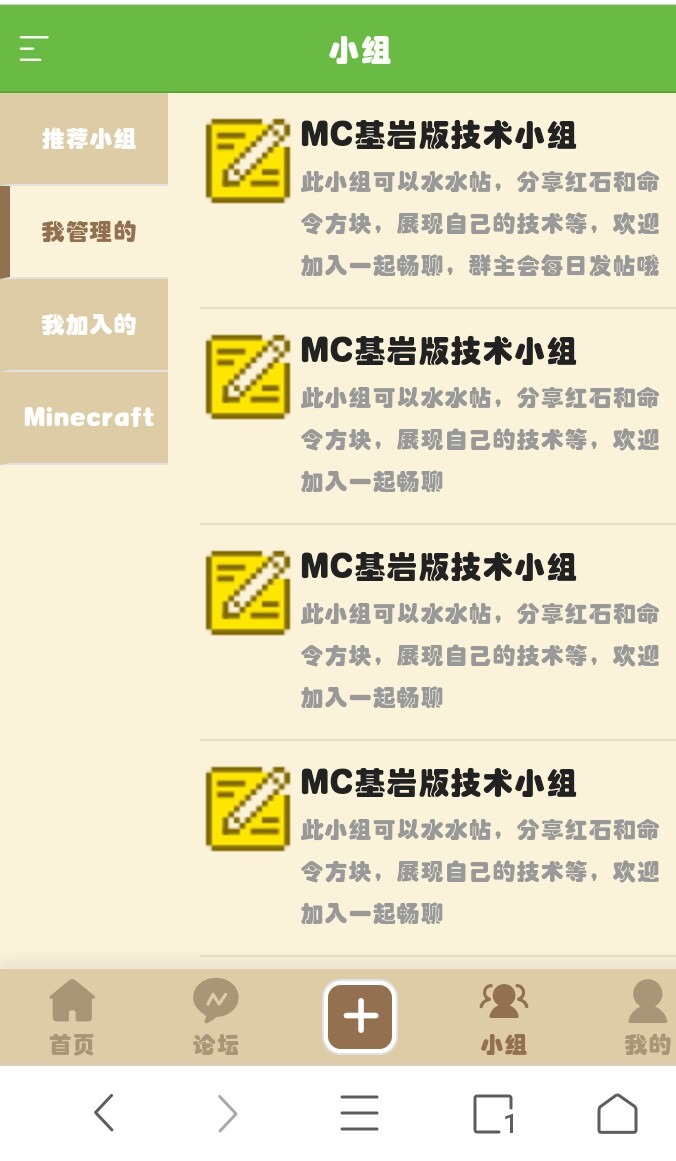 小组
推荐小组
我管理的
我加入的
Minecraft
MC基岩版技术小组
此小组可以水水帖，分享红石和命
令方块，展现自己的技术等，欢迎
加入一起畅聊，群主会每日发帖哦
MC基岩版技术小组
此小组可以水水帖，分享红石和命
令方块，展现自己的技术等，欢迎
加入一起畅聊
MC基岩版技术小组
此小组可以水水帖，分享红石和命
令方块，展现自己的技术等，欢迎
加入一起畅聊
MC基岩版技术小组
此小组可以水水帖，分享红石和命
令方块，展现自己的技术等，欢迎
加入一起畅聊
首页
论坛
小组
我的
1